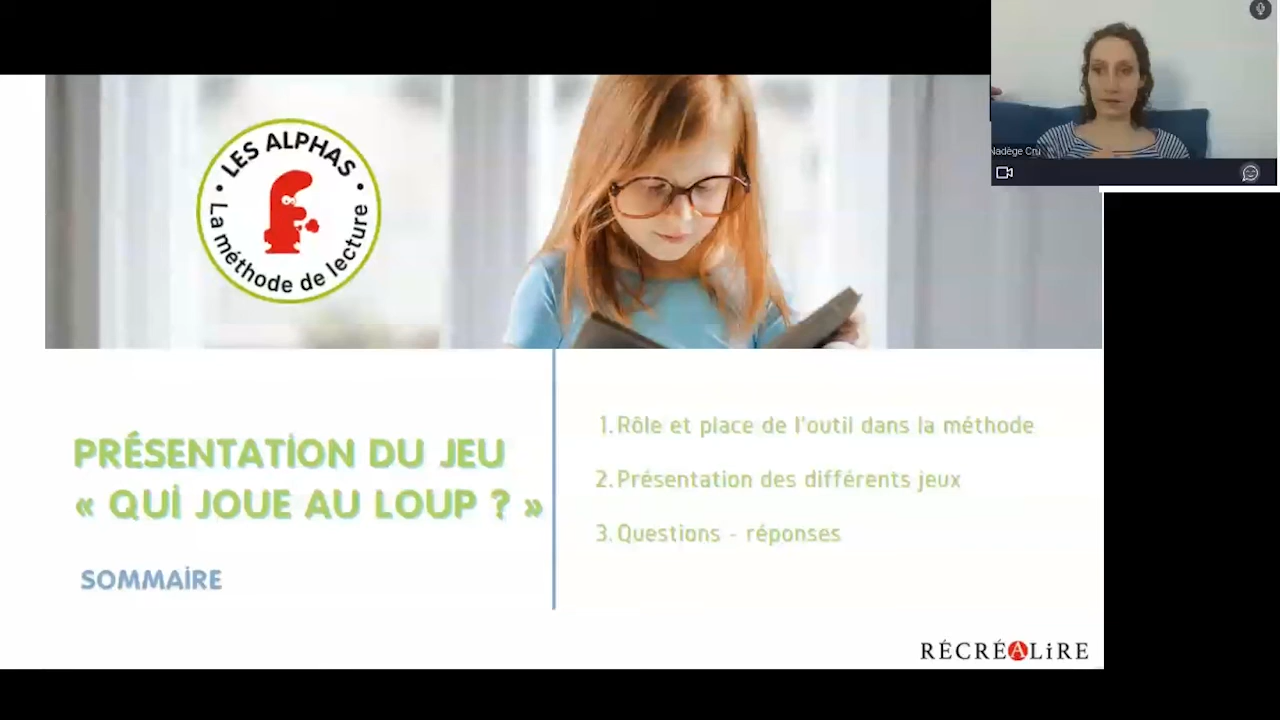 • LES ALPHAS •
La méthode de lecture
Nadège Cru
PRÉSENTATION DU JEU
« QUI JOUE AU LOUP ? »
SOMMAIRE
1. Rôle et place de l'outil dans la méthode
2. Présentation des différents jeux
3. Questions - réponses
RÉCRÉALiRE